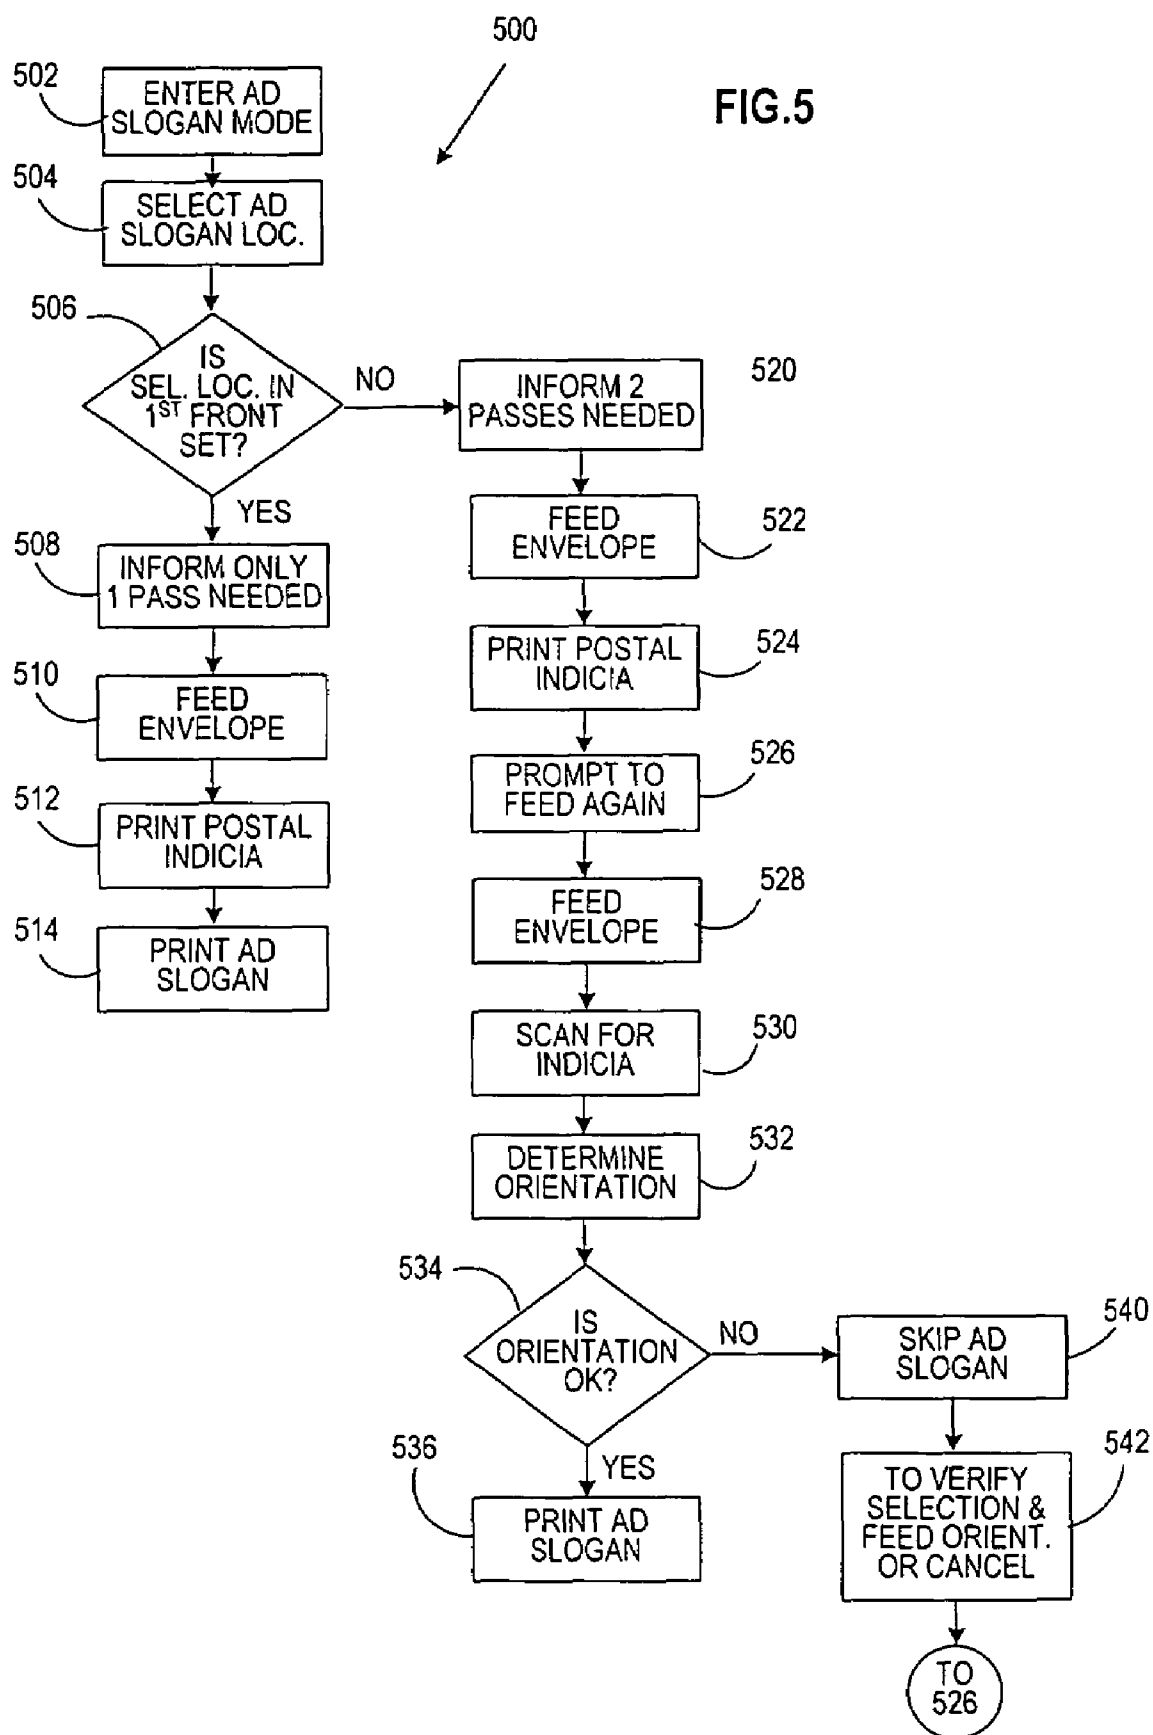 500
FIG.5
502
ENTER AD
SLOGAN MODE
504
SELECT AD
SLOGAN LOC.
506
IS
SEL. LOC. IN
1ST FRONT
SET?
NO
YES
508
INFORM ONLY
1 PASS NEEDED
510
FEED
ENVELOPE
512
PRINT POSTAL
INDICIA
514
PRINT AD
SLOGAN
520
INFORM 2
PASSES NEEDED
522
FEED
ENVELOPE
524
PRINT POSTAL
INDICIA
526
PROMPT TO
FEED AGAIN
528
FEED
ENVELOPE
530
SCAN FOR
INDICIA
532
DETERMINE
ORIENTATION
534
IS
ORIENTATION
OK?
NO
YES
536
PRINT AD
SLOGAN
540
SKIP AD
SLOGAN
542
TO VERIFY
SELECTION &
FEED ORIENT.
OR CANCEL
TO
526